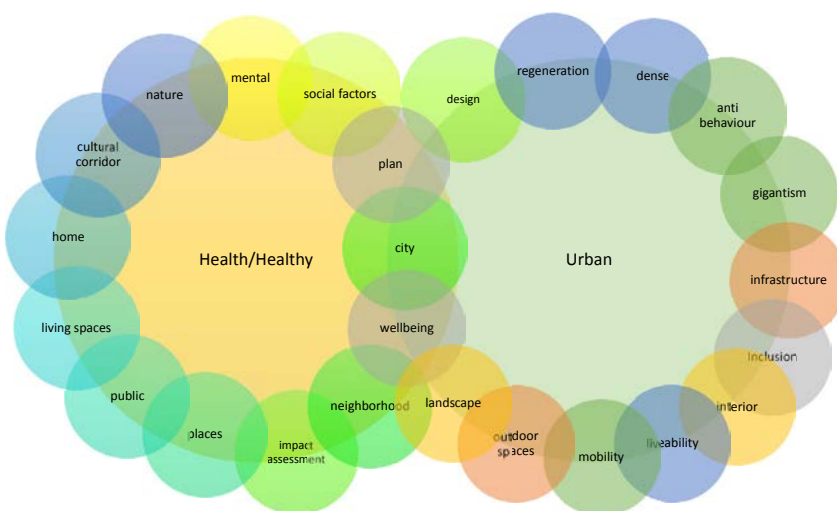 regeneration
dense
mental
nature
social factors
design
anti
behaviour
cultural
corridor
plan
gigantism
home
city
Health/Healthy
Urban
infrastructure
living spaces
wellbeing
Inclusion
public
neighborhood
landscape
interior
places
impact
assessment
outdoor
spaces
mobility
liveability